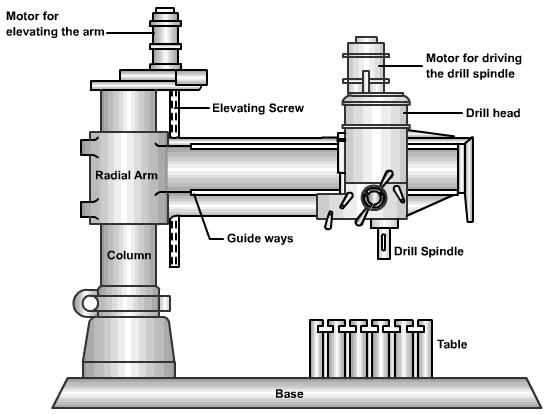 Motor for
elevating the arm
Motor for driving
the drill spindle
Elevating Screw
Drill head
Radial Arm
Guide ways
Drill Spindle
Column
Table
Base